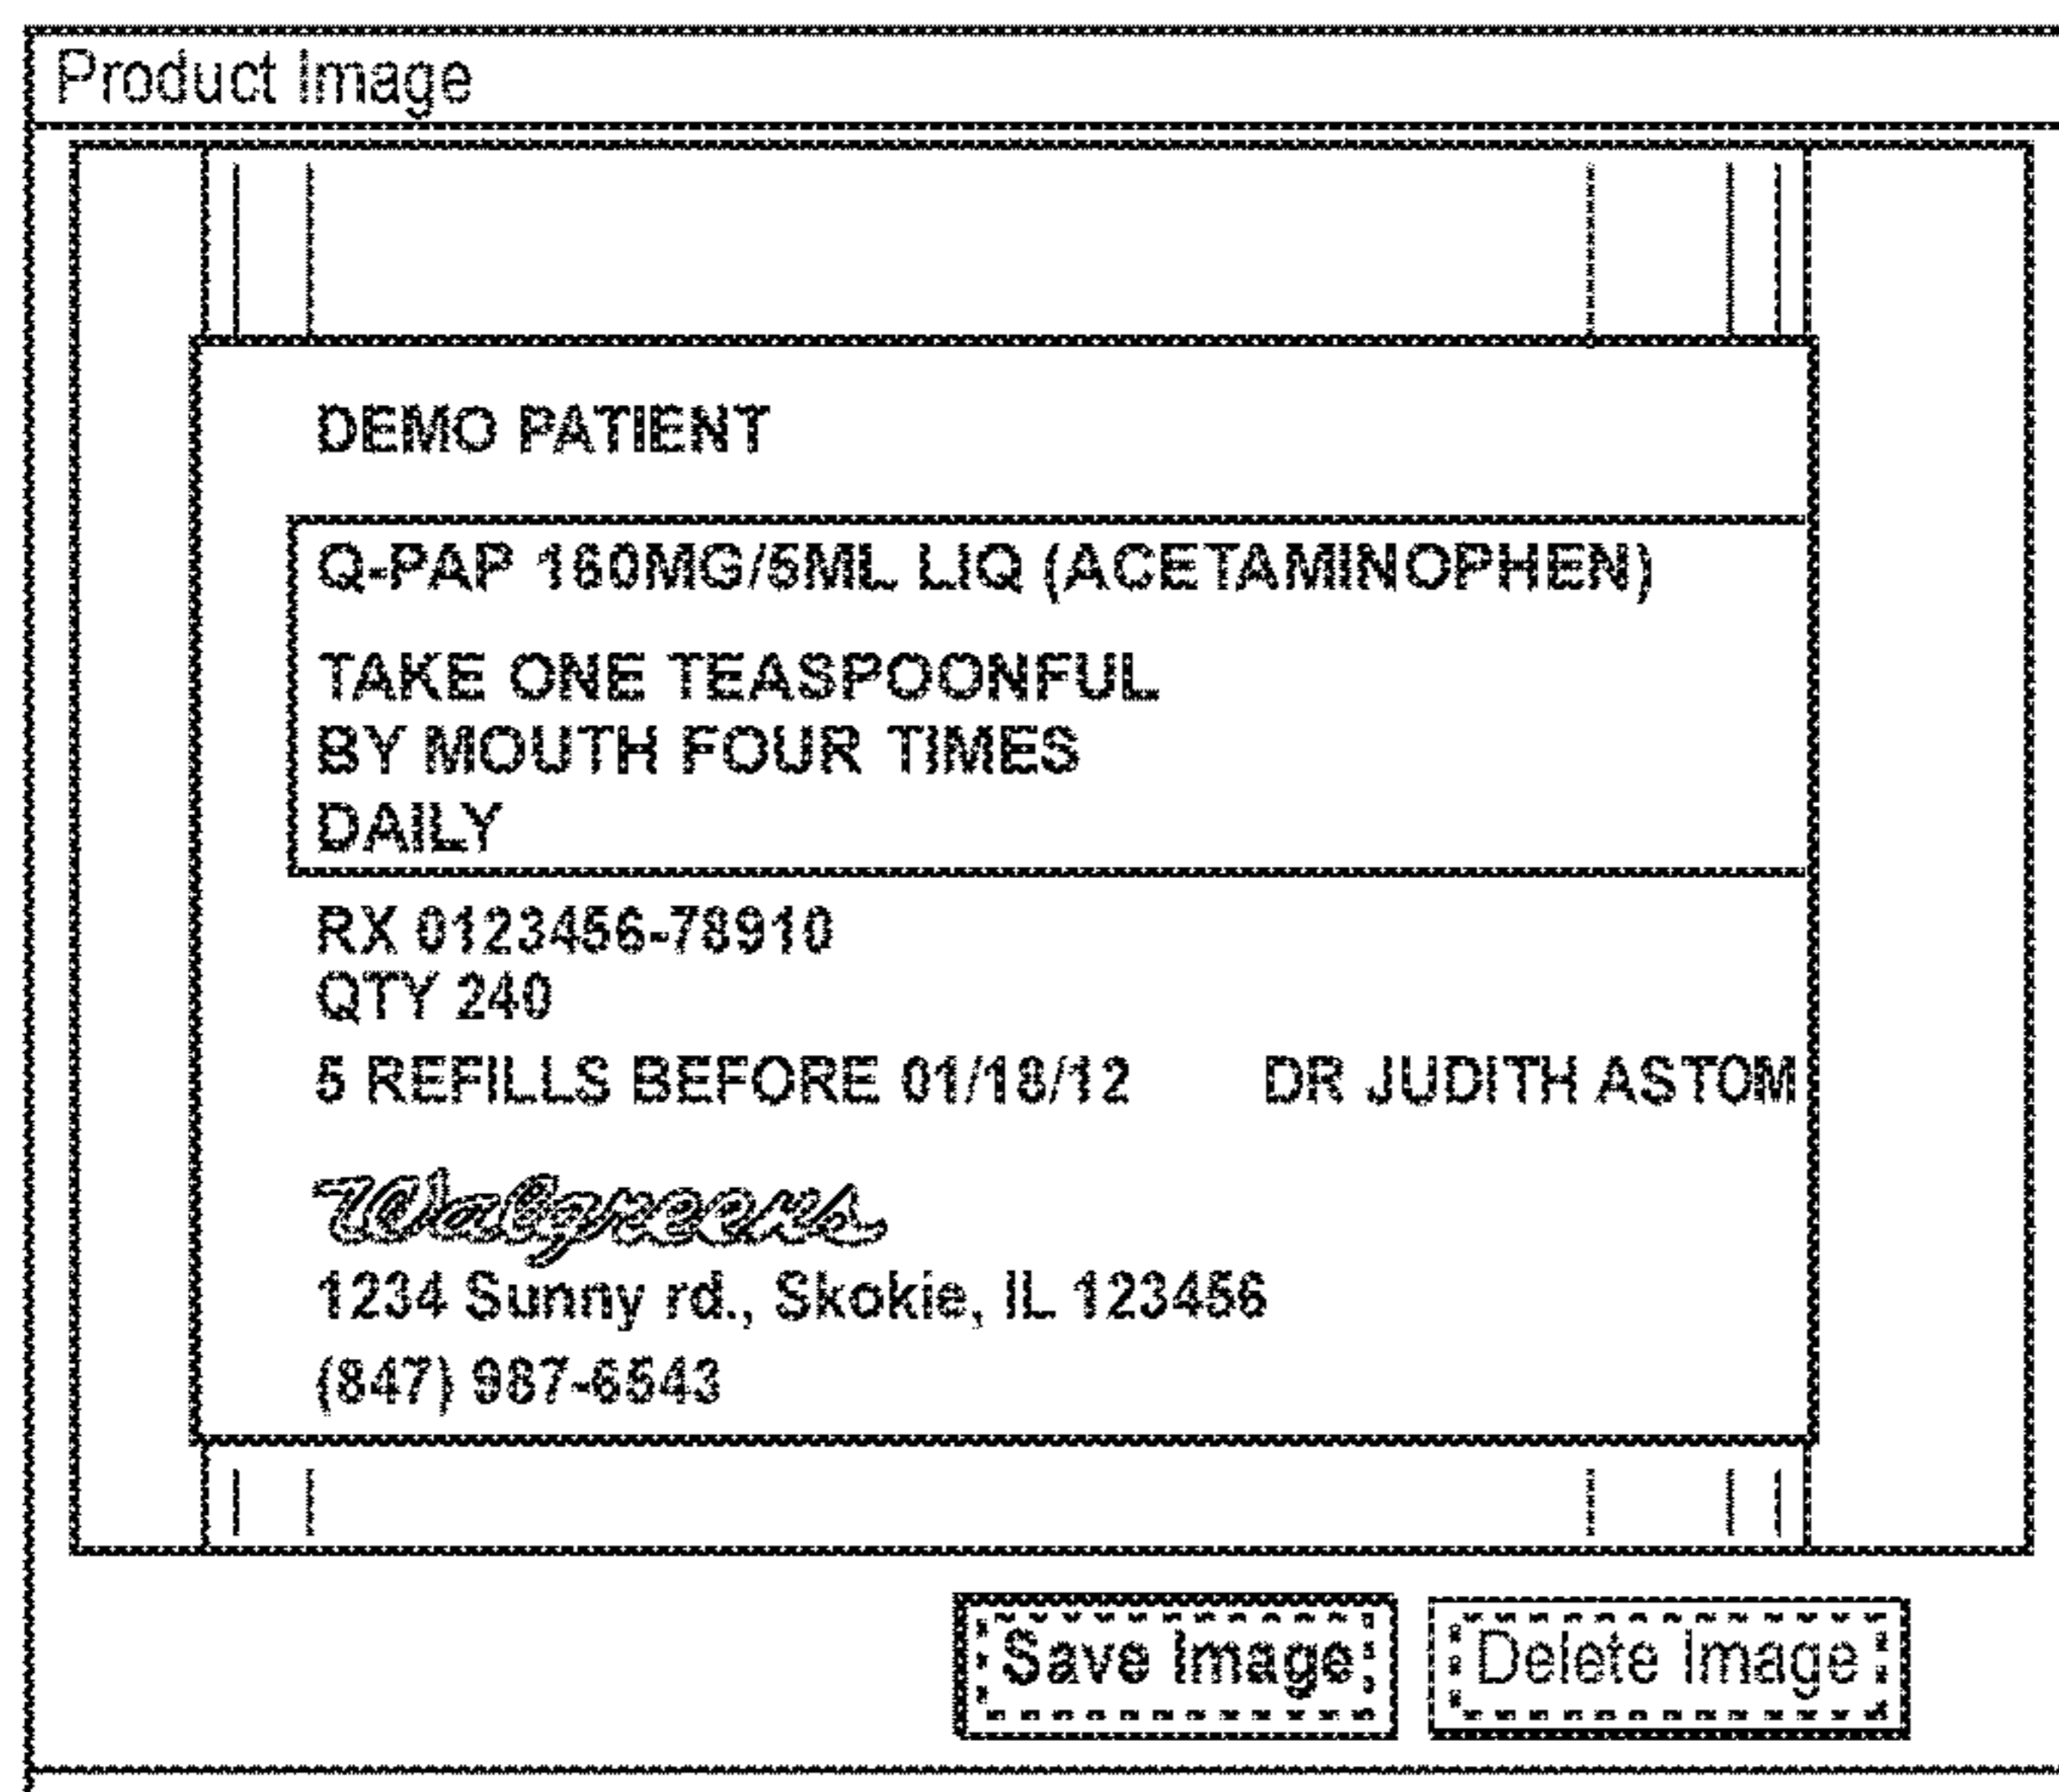 Product Image
DEMO PATIENT
Q-PAP 160MG/5ML LIQ (ACETAMINOPHEN)
TAKE ONE TEASPOONFUL
BY MOUTH FOUR TIMES
DAILY
RX 0123456-78910
QTY 240
5 REFILLS BEFORE 01/18/12 DR JUDITH ASTOM
Walgreens
1234 Sunny rd., Skokie, IL 123456
(847) 987-6543
Save Image Delete Image